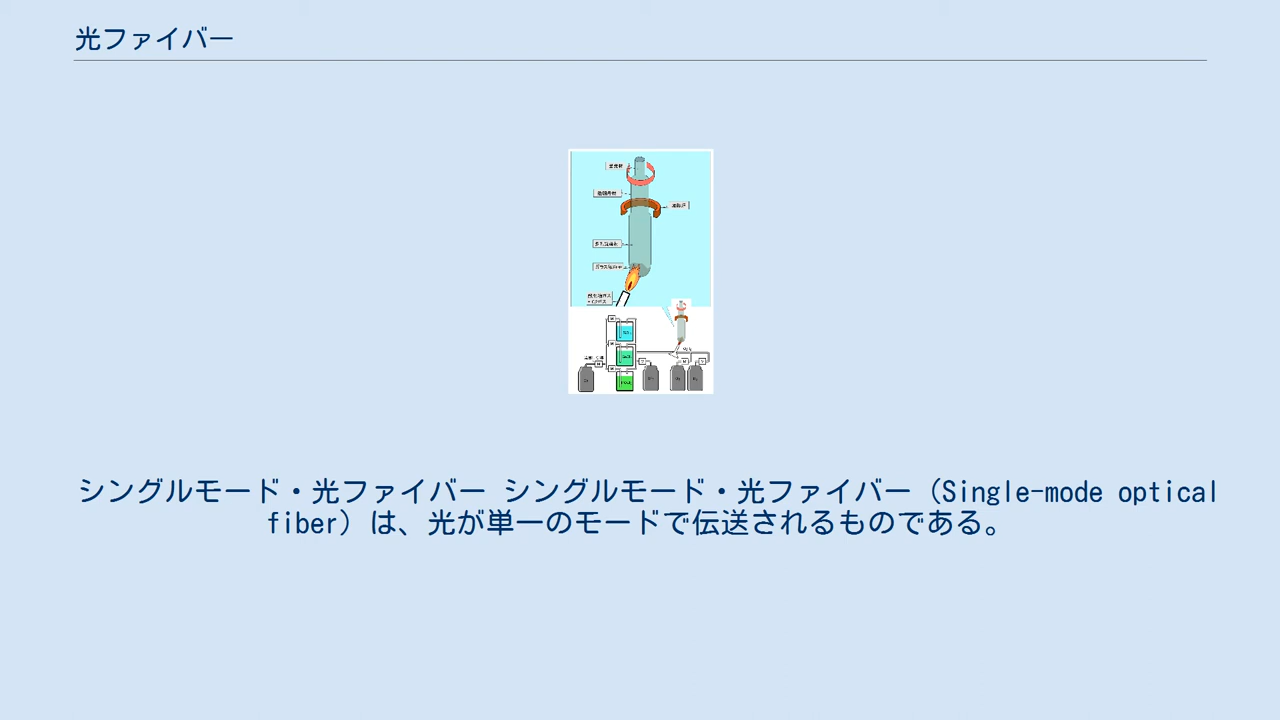 光ファイバー
シングルモード・光ファイバー シングルモード・光ファイバー（Single-mode optical
fiber）は、光が単一のモードで伝送されるものである。